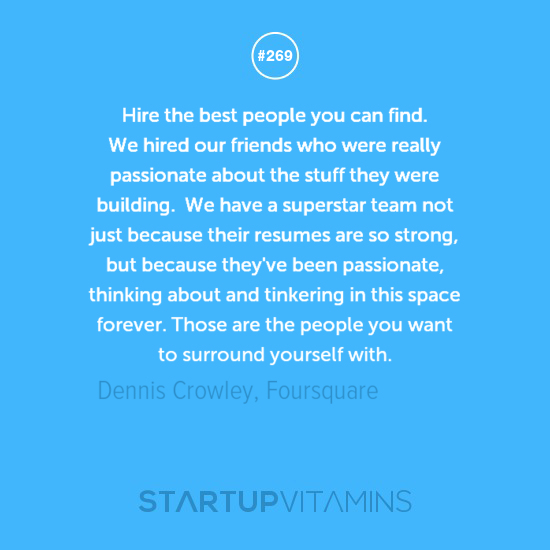 #269
Hire the best people you can find.
We hired our friends who were really
passionate about the stuff they were
building.  We have a superstar team not
just because their resumes are so strong,
but because they've been passionate,
thinking about and tinkering in this space
forever. Those are the people you want
to surround yourself with.
Dennis Crowley, Foursquare
STARTUPVITAMINS